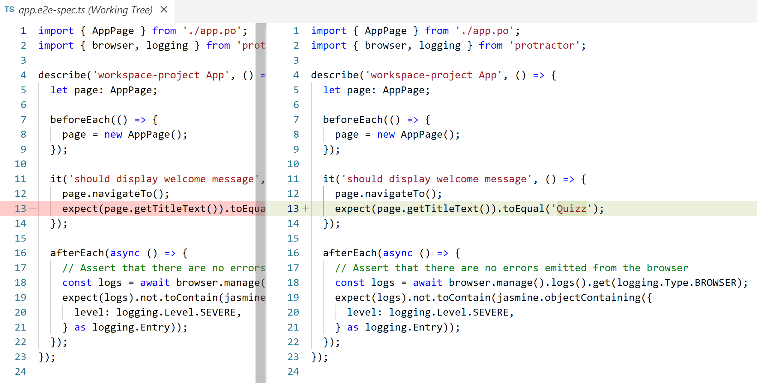 TS app.e2e-spec.ts (Working Tree) ×
1 import { AppPage } from './app.po';
2 import { browser, logging } from 'prot
3
4 describe('workspace-project App', () =
5 let page: AppPage;
6
7 beforeEach(() => {
8 page = new AppPage();
9 });
10
11 it('should display welcome message',
12 page.navigateTo();
13 — expect(page.getTitleText()).toEqua
14 });
15
16 afterEach(async () => {
17 // Assert that there are no errors
18 const logs = await browser.manage(
19 expect(logs).not.toContain(jasmine
20 level: logging.Level.SEVERE,
21 } as logging.Entry));
22 });
23 });
24
1 import { AppPage } from './app.po';
2 import { browser, logging } from 'protractor';
3
4 describe('workspace-project App', () => {
5 let page: AppPage;
6
7 beforeEach(() => {
8 page = new AppPage();
9 });
10
11 it('should display welcome message', () => {
12 page.navigateTo();
13 + expect(page.getTitleText()).toEqual('Quizz');
14 });
15
16 afterEach(async () => {
17 // Assert that there are no errors emitted from the browser
18 const logs = await browser.manage().logs().get(logging.Type.BROWSER);
19 expect(logs).not.toContain(jasmine.objectContaining({
20 level: logging.Level.SEVERE,
21 } as logging.Entry));
22 });
23 });
24